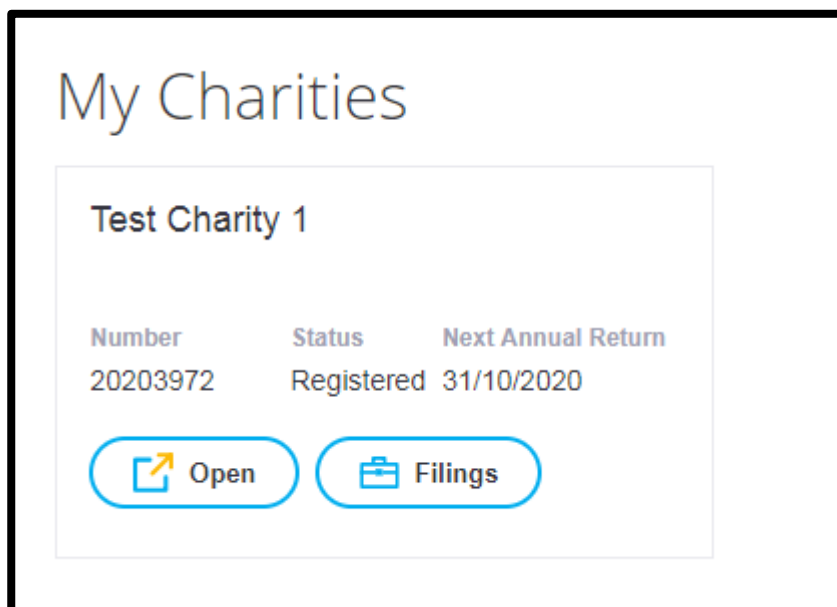 My Charities
Test Charity 1
Number Status Next Annual Return
20203972 Registered 31/10/2020
Open Filings